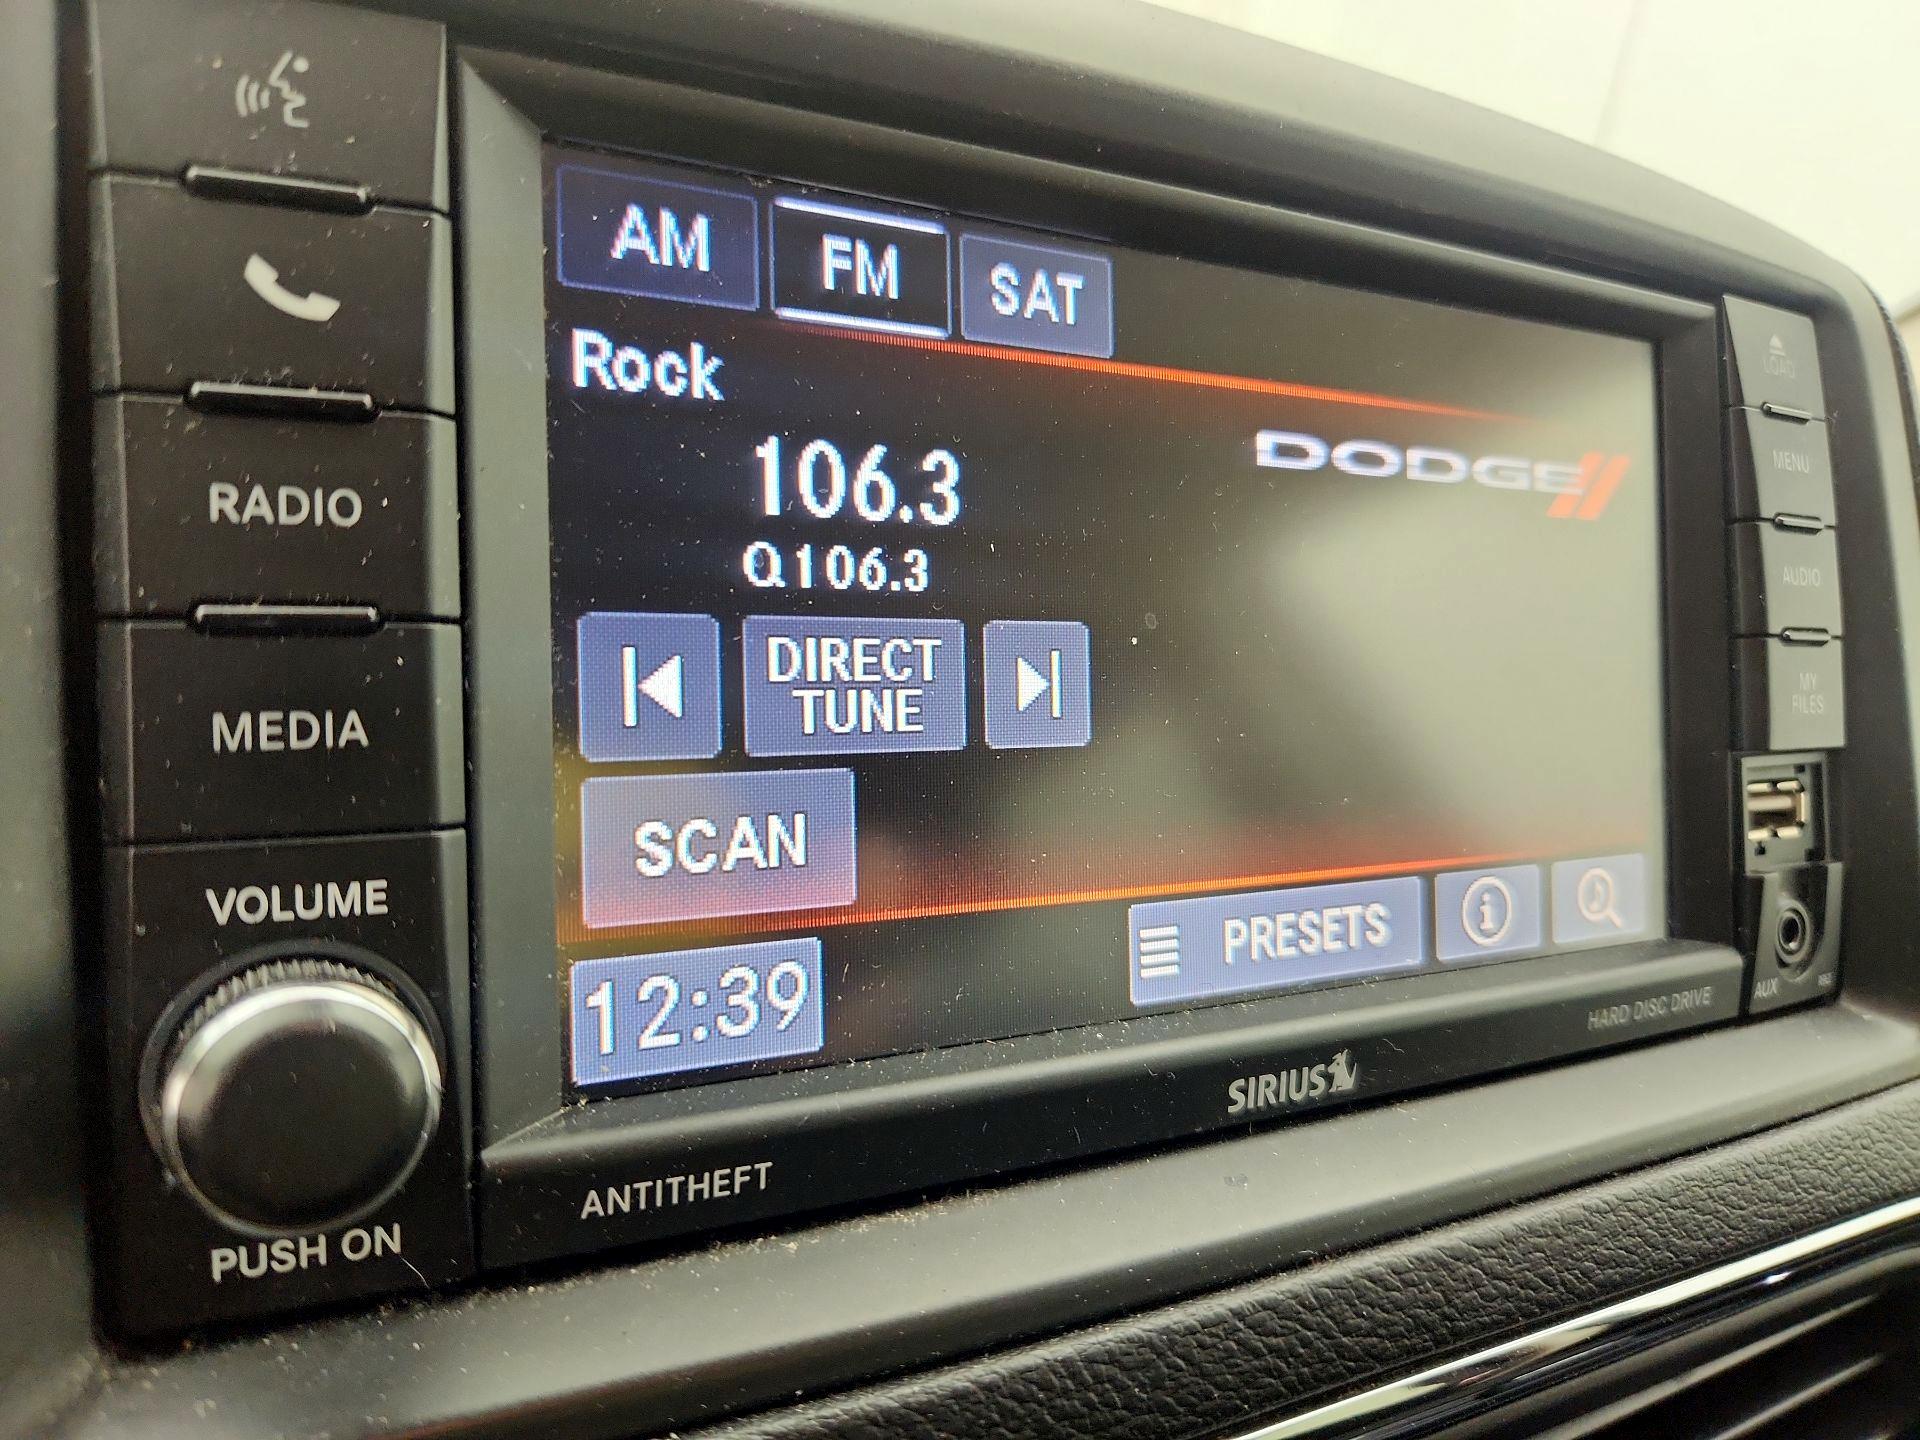 RADIO
MEDIA
VOLUME
PUSH ON
AM FM SAT
Rock
106.3
Q106.3
DODGE
DIRECT
TUNE
SCAN
12:39
PRESETS
i
LOAD
MENU
AUDIO
MY
FILES
AUX
HARD DISC DRIVE
SIRIUS
ANTITHEFT